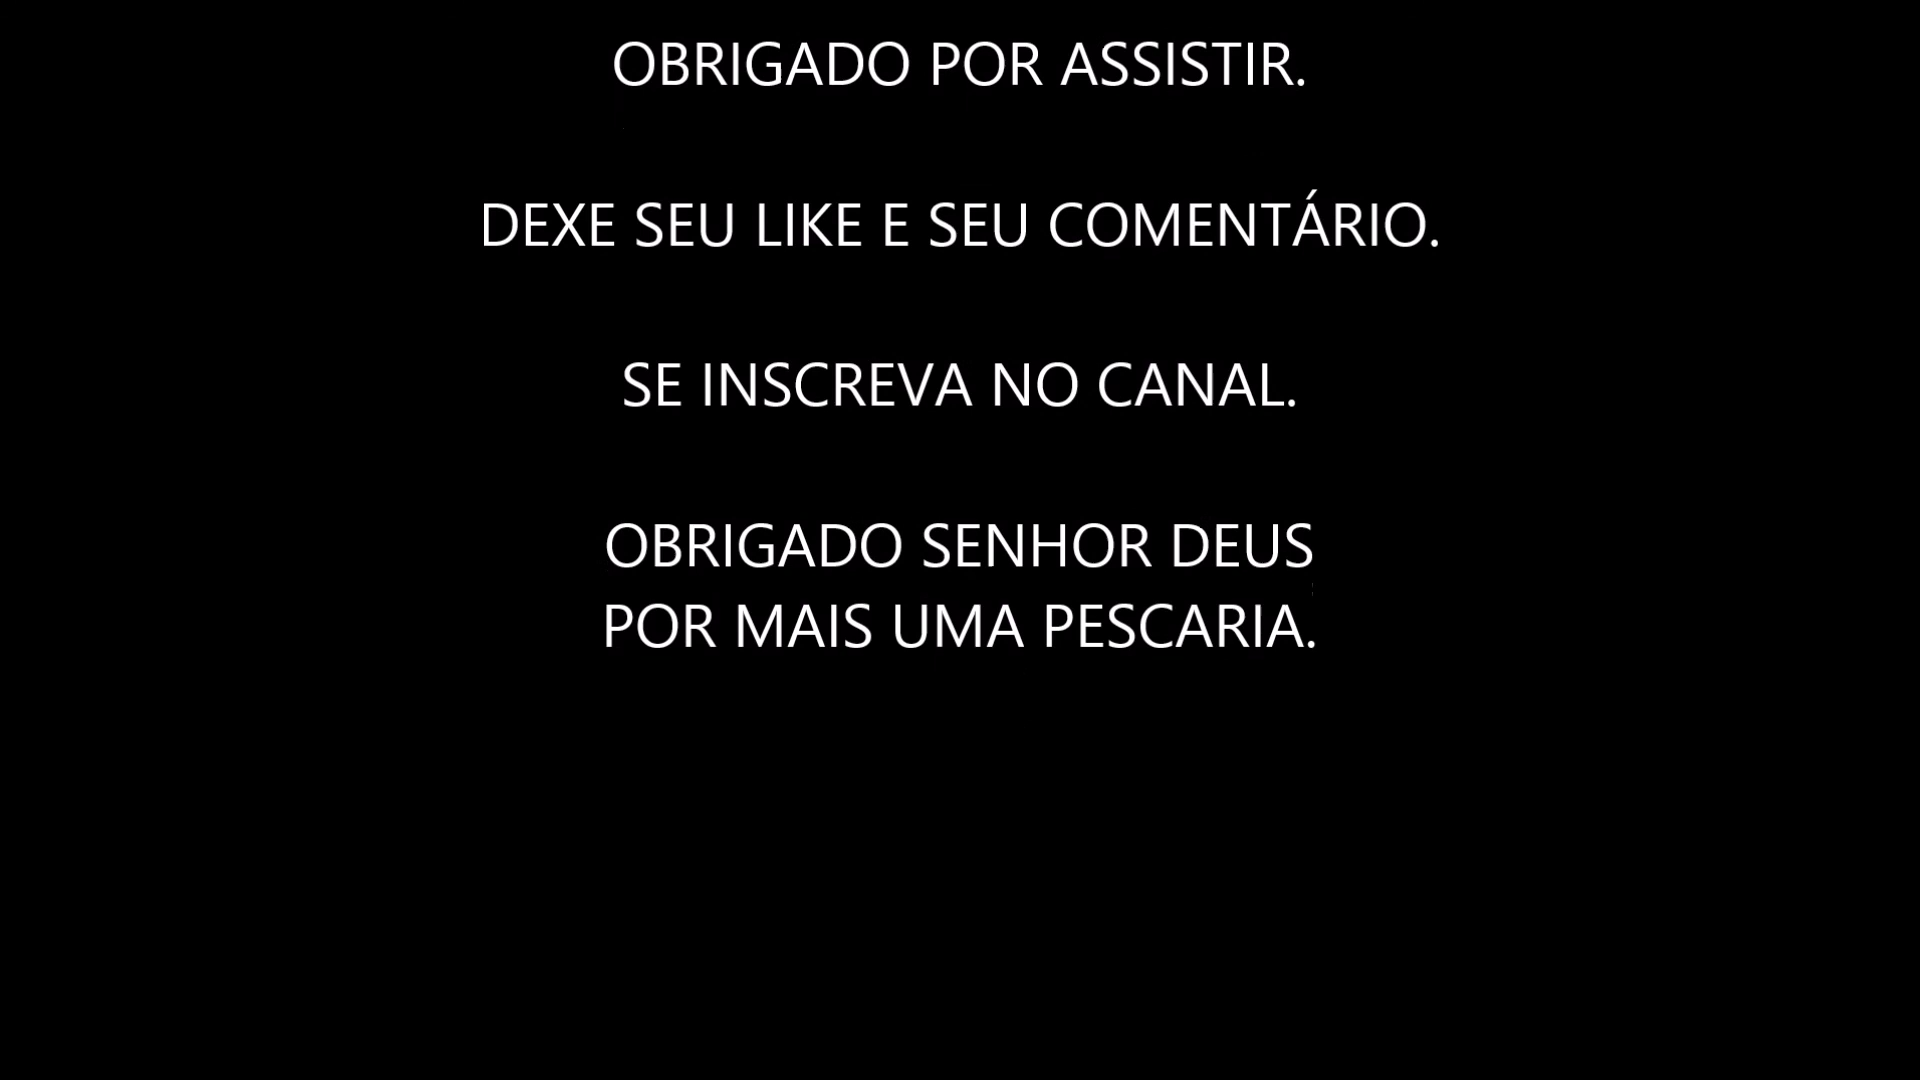 OBRIGADO POR ASSISTIR.
DEXE SEU LIKE E SEU COMENTÁRIO.
SE INSCREVA NO CANAL.
OBRIGADO SENHOR DEUS
POR MAIS UMA PESCARIA.